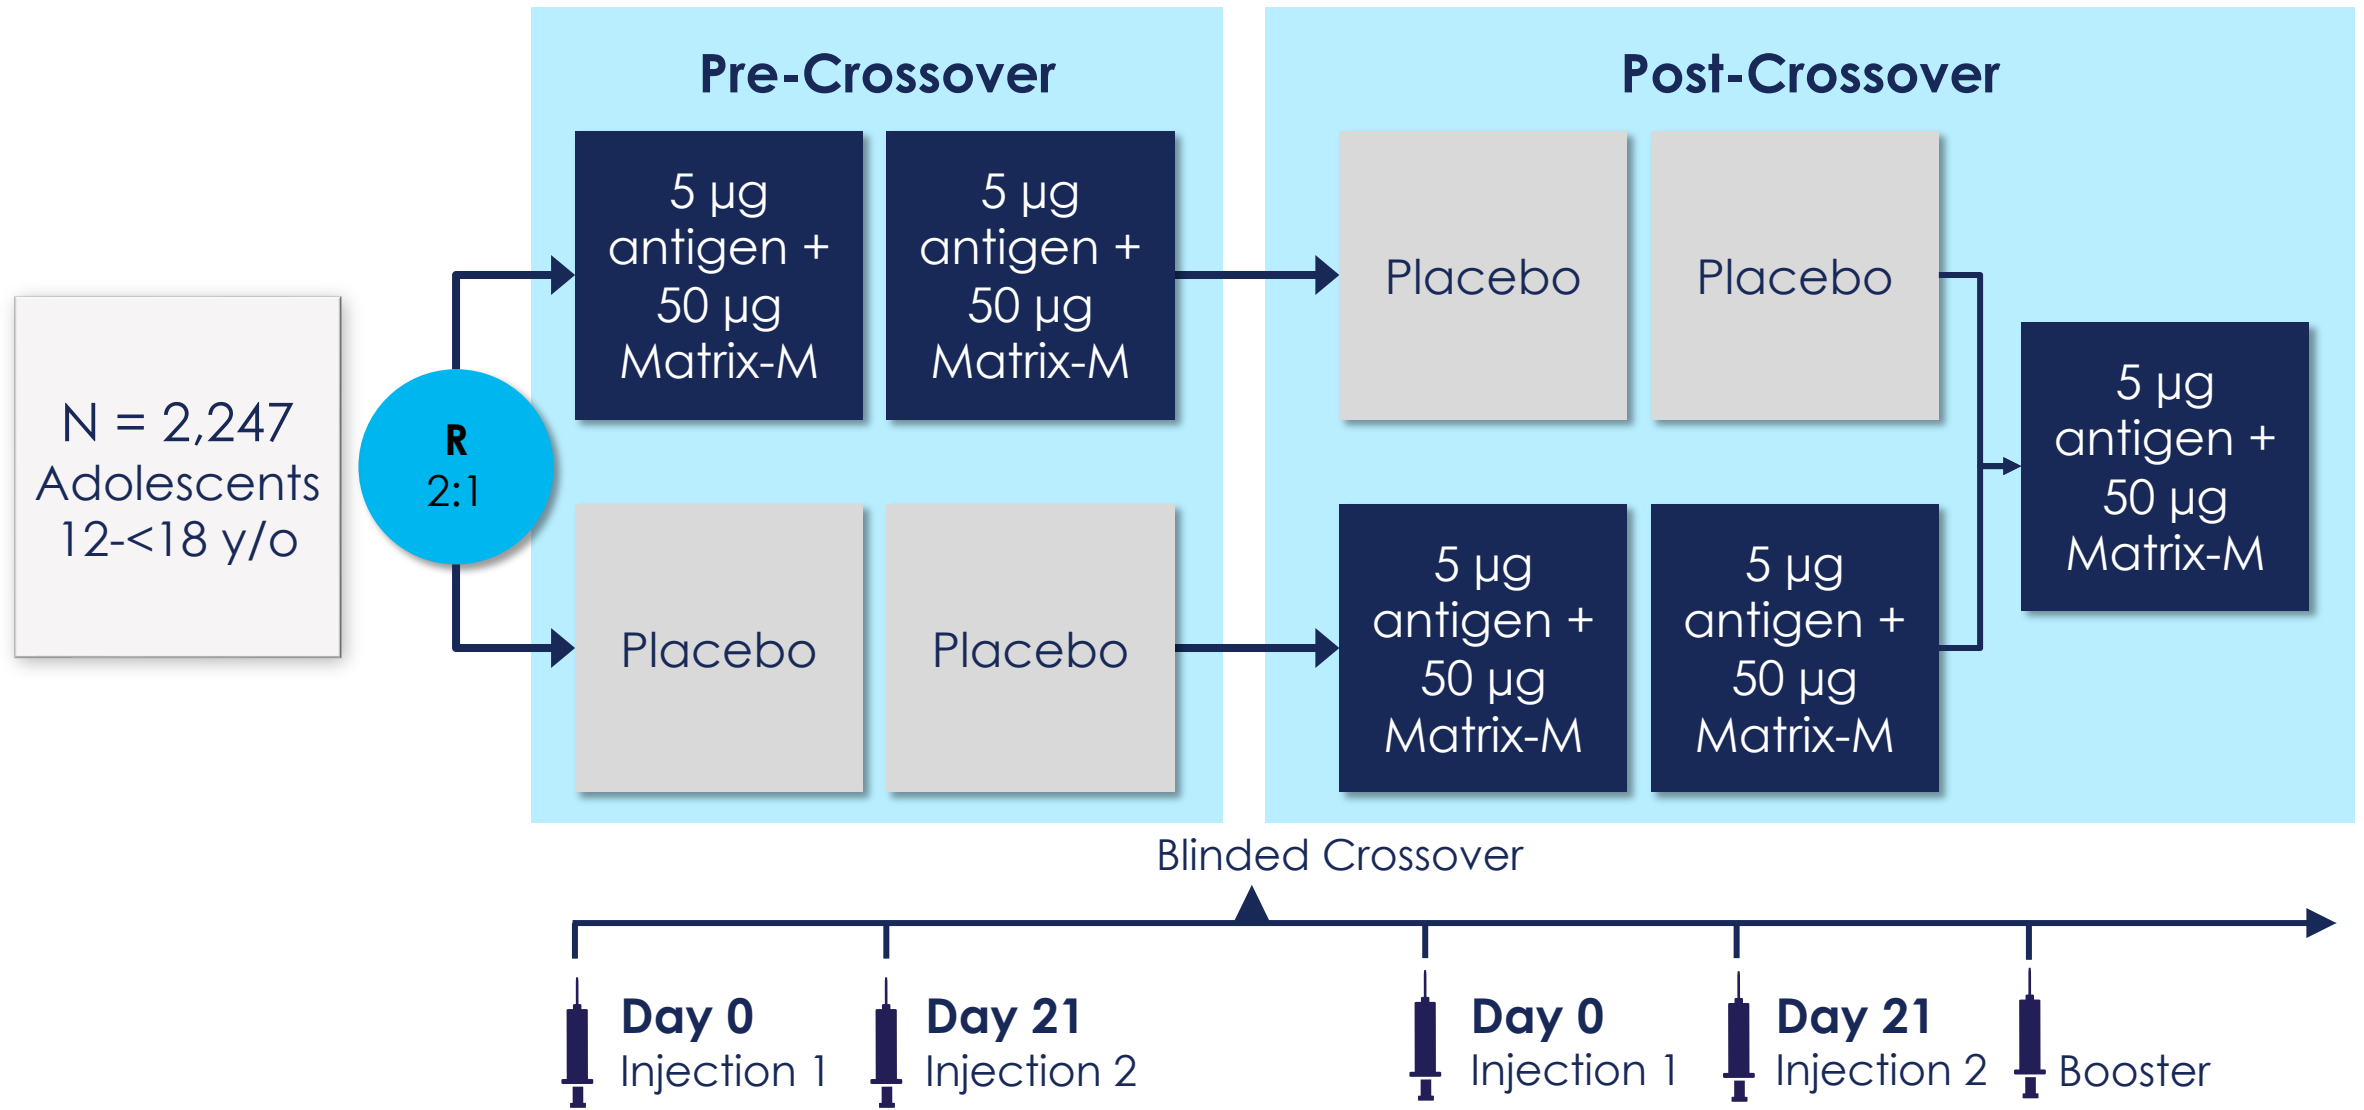 Pre-Crossover
Post-Crossover
N = 2,247
Adolescents
12-<18 y/o
R
2:1
5 µg
antigen +
50 µg
Matrix-M
5 µg
antigen +
50 µg
Matrix-M
Placebo
Placebo
Placebo
Placebo
5 µg
antigen +
50 µg
Matrix-M
5 µg
antigen +
50 µg
Matrix-M
5 µg
antigen +
50 µg
Matrix-M
Blinded Crossover
Day 0
Injection 1
Day 21
Injection 2
Day 0
Injection 1
Day 21
Injection 2
Booster